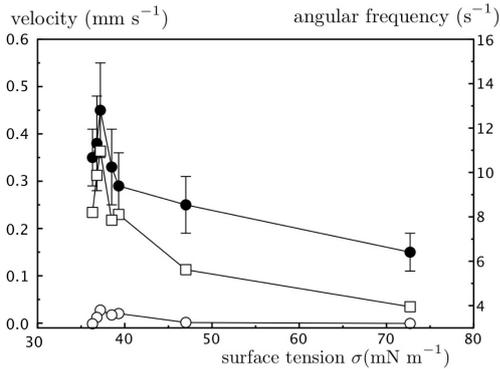 velocity (mm s⁻¹) angular frequency (s⁻¹)
0.6 16
0.5 14
0.4 12
0.3 10
0.2 8
0.1 6
0.0 4
30 40 50 60 70 80
surface tension σ(mN m⁻¹)